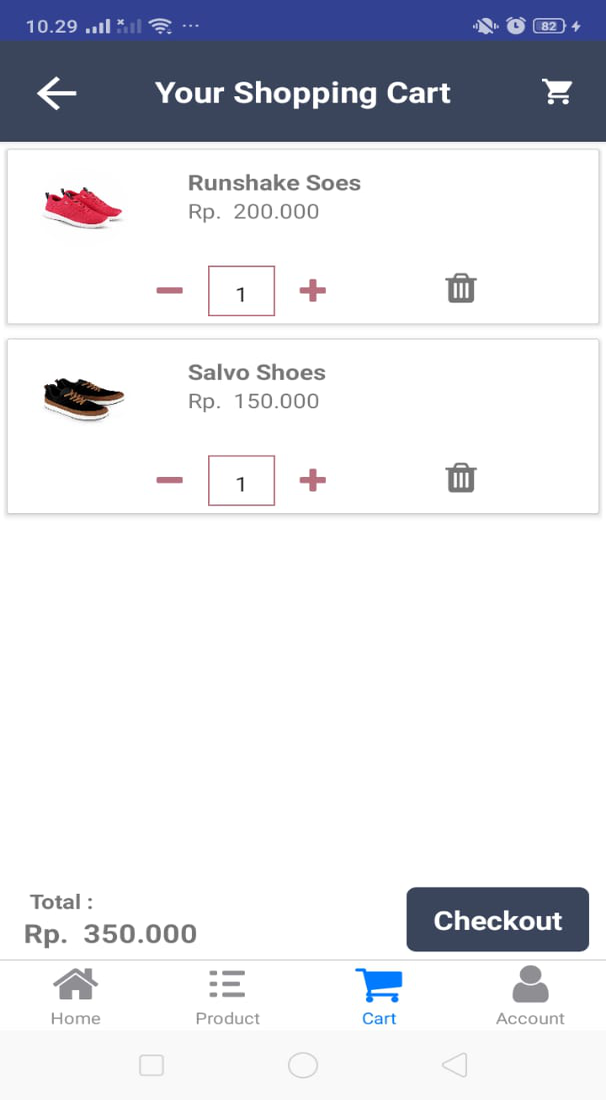 10.29
82
Your Shopping Cart
Runshake Soes
Rp. 200.000
1
Salvo Shoes
Rp. 150.000
1
Total :
Rp. 350.000
Checkout
Home
Product
Cart
Account